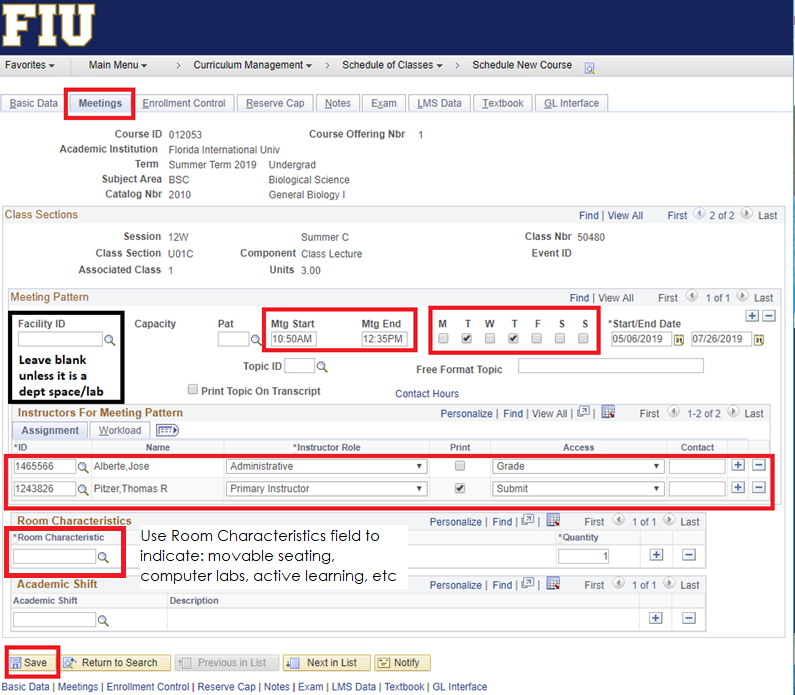 FIU
Favorites Main Menu > Curriculum Management > Schedule of Classes > Schedule New Course
Basic Data Meetings Enrollment Control Reserve Cap Notes Exam LMS Data Textbook GL Interface
Course ID 012053 Course Offering Nbr 1
Academic Institution Florida International Univ
Term Summer Term 2019 Undergrad
Subject Area BSC Biological Science
Catalog Nbr 2010 General Biology I
Class Sections Find | View All First 2 of 2 Last
Session 12W Summer C Class Nbr 50480
Class Section U01C Component Class Lecture Event ID
Associated Class 1 Units 3.00
Meeting Pattern Find | View All First 1 of 1 Last
Facility ID Capacity Pat Mtg Start Mtg End M T W T F S S *Start/End Date
10:50AM 12:35PM 05/06/2019 07/26/2019
Leave blank
unless it is a
dept space/lab
Topic ID Free Format Topic
Print Topic On Transcript Contact Hours
Instructors For Meeting Pattern Personalize | Find | View All | First 1-2 of 2 Last
Assignment Workload
*ID Name *Instructor Role Print Access Contact
1465566 Alberte,Jose Administrative Grade
1243826 Pitzer,Thomas R Primary Instructor Submit
Room Characteristics Personalize | Find | First 1 of 1 Last
*Room Characteristic *Quantity
1
Use Room Characteristics field to
indicate: movable seating,
computer labs, active learning, etc
Academic Shift Personalize | Find | First 1 of 1 Last
Academic Shift Description
Save Return to Search Previous in List Next in List Notify
Basic Data | Meetings | Enrollment Control | Reserve Cap | Notes | Exam | LMS Data | Textbook | GL Interface